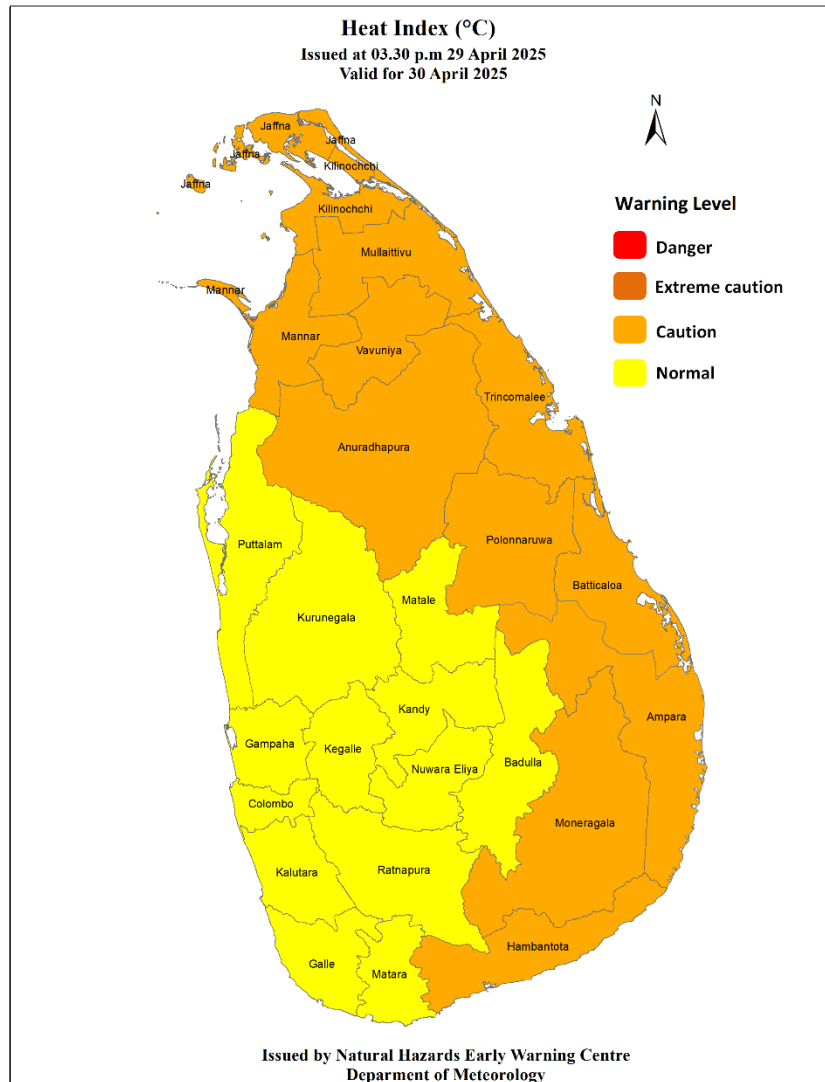 Heat Index (°C)
Issued at 03.30 p.m 29 April 2025
Valid for 30 April 2025
N
Jaffna
Jaffna
Jaffna
Kilinochchi
Jaffna
Kilinochchi
Warning Level
Danger
Mullaittivu
Extreme caution
Mannar
Caution
Mannar
Vavuniya
Normal
Trincomalee
Anuradhapura
Polonnaruwa
Puttalam
Batticaloa
Matale
Kurunegala
Kandy
Ampara
Gampaha
Kegalle
Badulla
Nuwara Eliya
Colombo
Moneragala
Kalutara
Ratnapura
Hambantota
Galle
Matara
Issued by Natural Hazards Early Warning Centre
Deparment of Meteorology